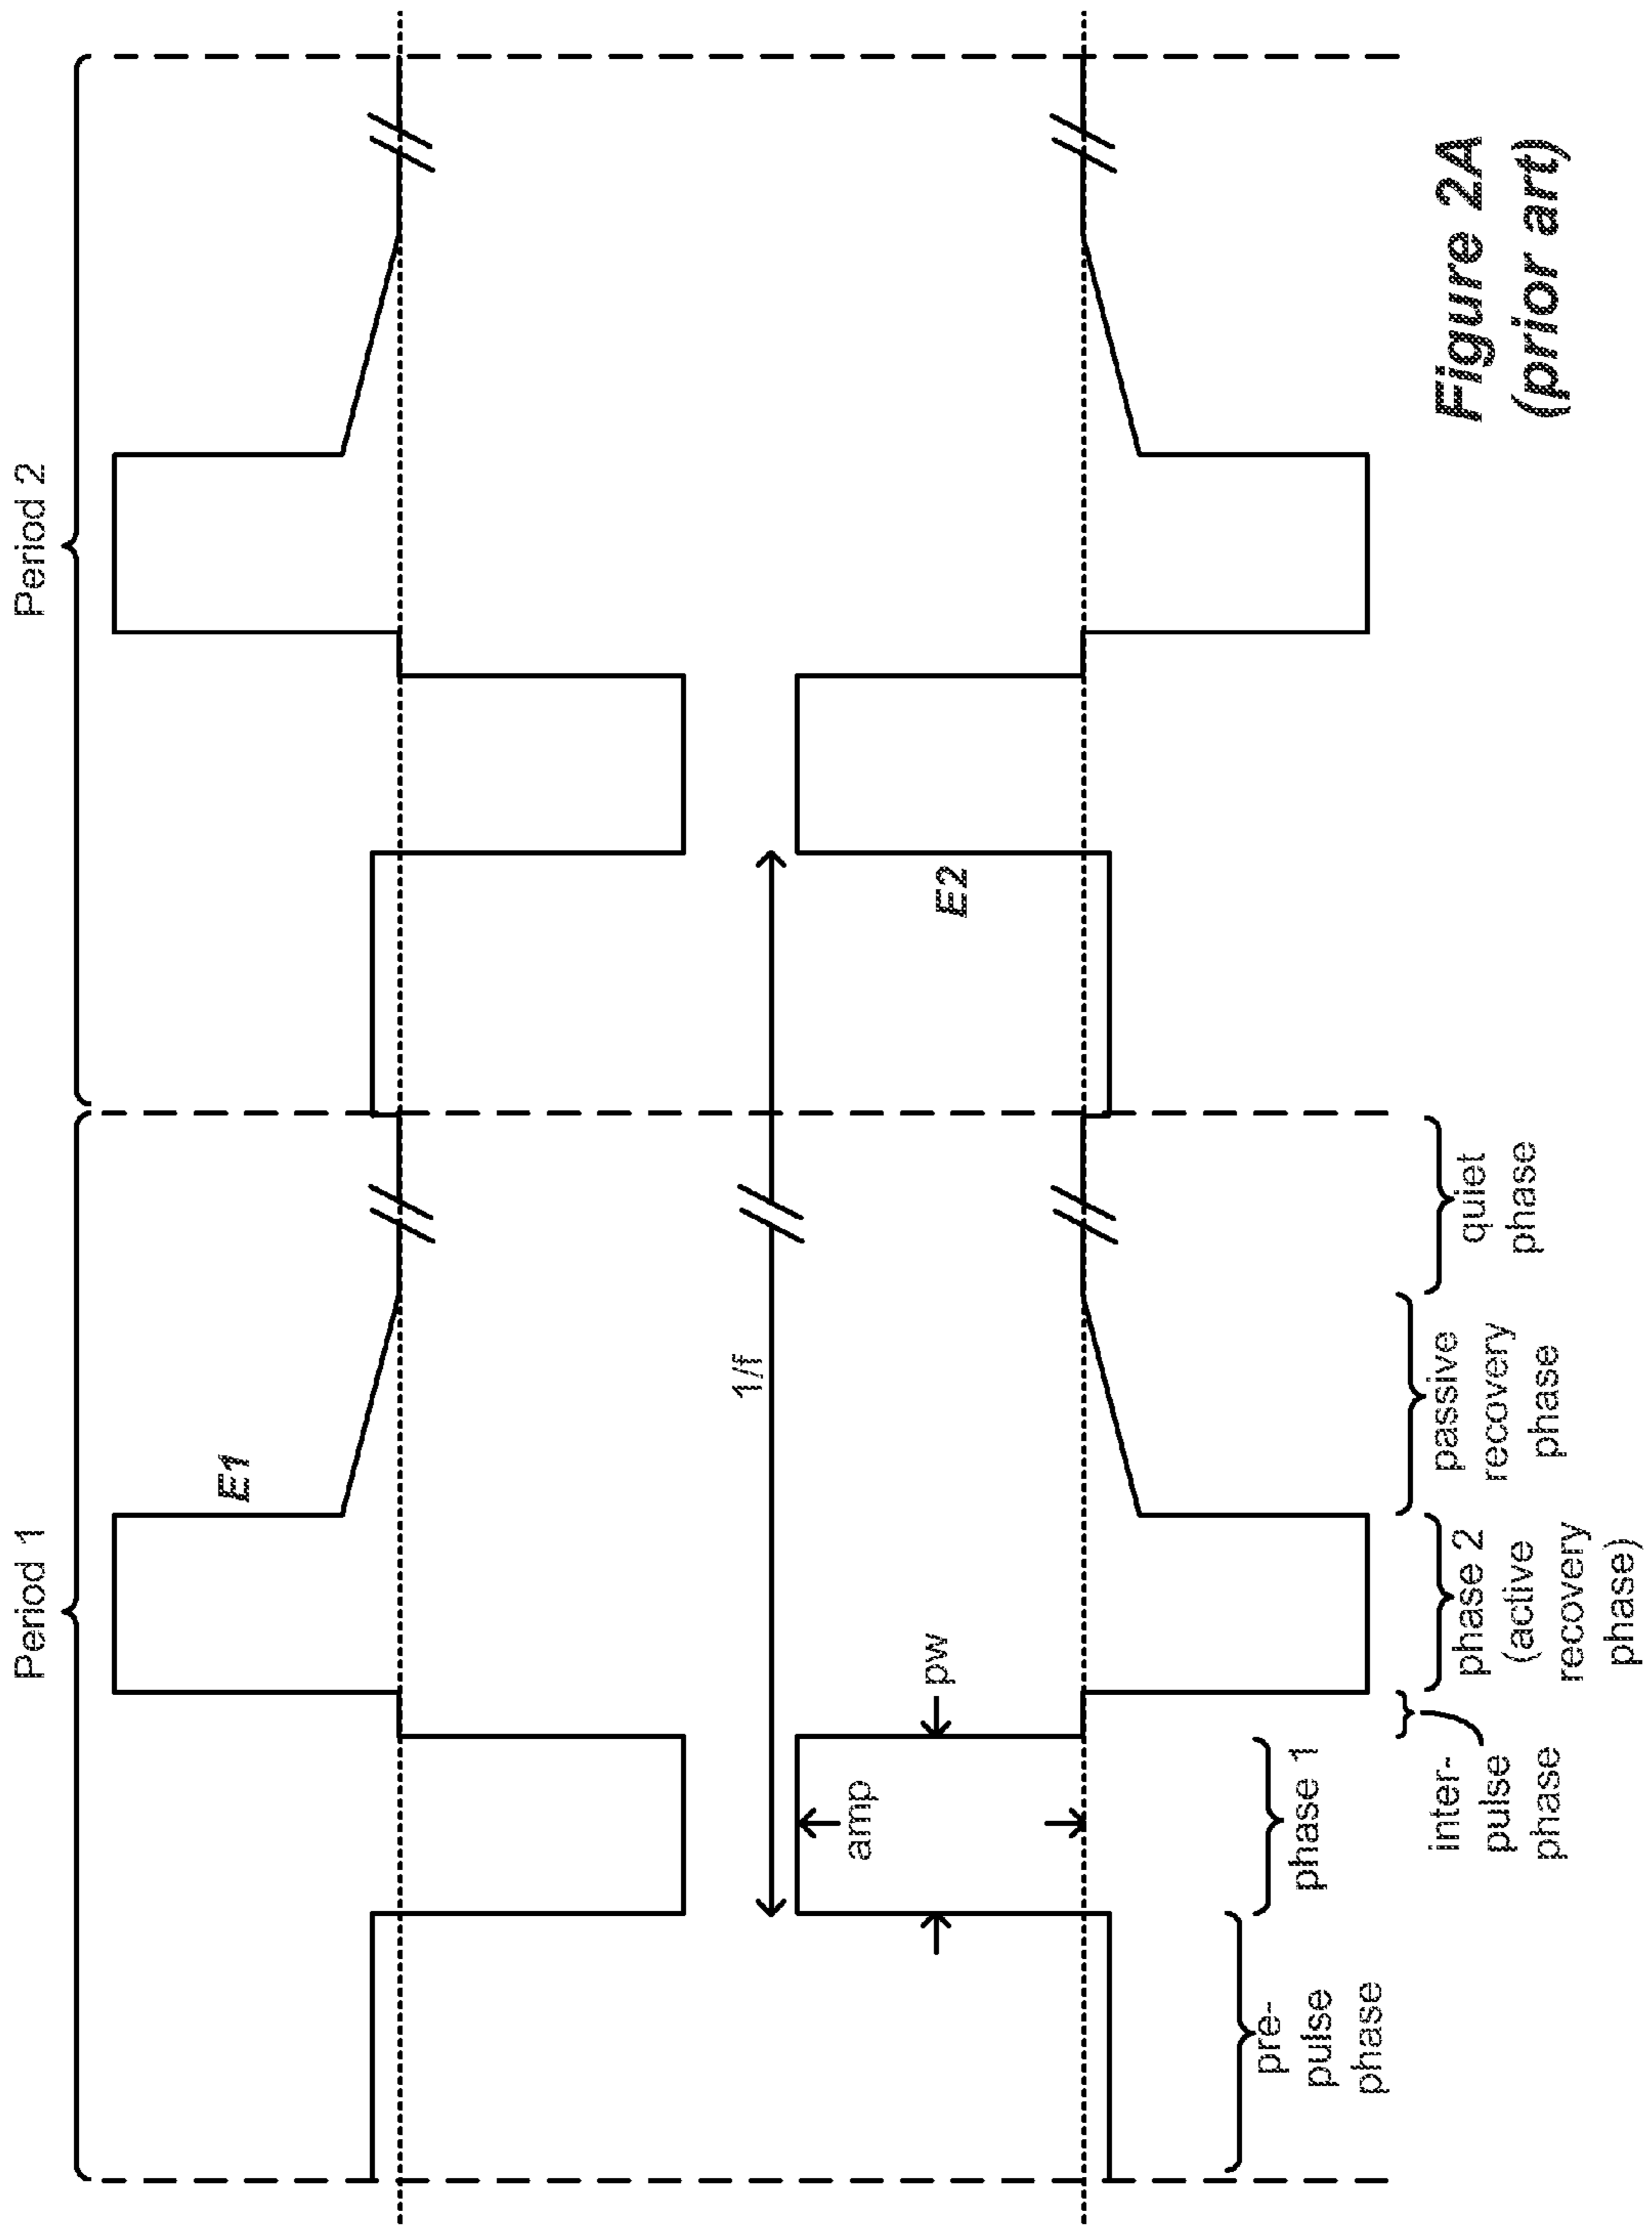 Period 1
Period 2
E1
1/f
E2
amp
pw
pre-
pulse
phase
phase 1
inter-
pulse
phase
phase 2
(active
recovery
phase)
passive
recovery
phase
quiet
phase
Figure 2A
(prior art)